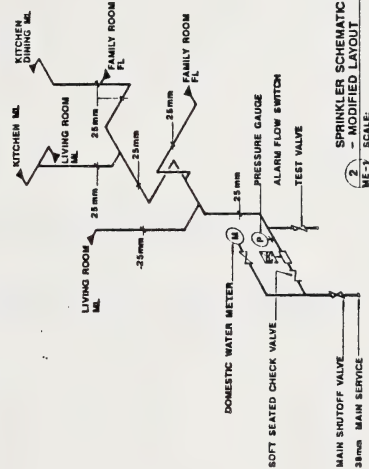 KITCHEN
DINING ML
KITCHEN ML
LIVING ROOM
ML
FAMILY ROOM
FL
25mm
25mm
25mm
FAMILY ROOM
FL
25mm
LIVING ROOM
ML
25mm
25mm
DOMESTIC WATER METER
M
PRESSURE GAUGE
P
ALARM FLOW SWITCH
FS
TEST VALVE
SOFT SEATED CHECK VALVE
MAIN SHUTOFF VALVE
38mm MAIN SERVICE
2
SPRINKLER SCHEMATIC
- MODIFIED LAYOUT
SCALE: